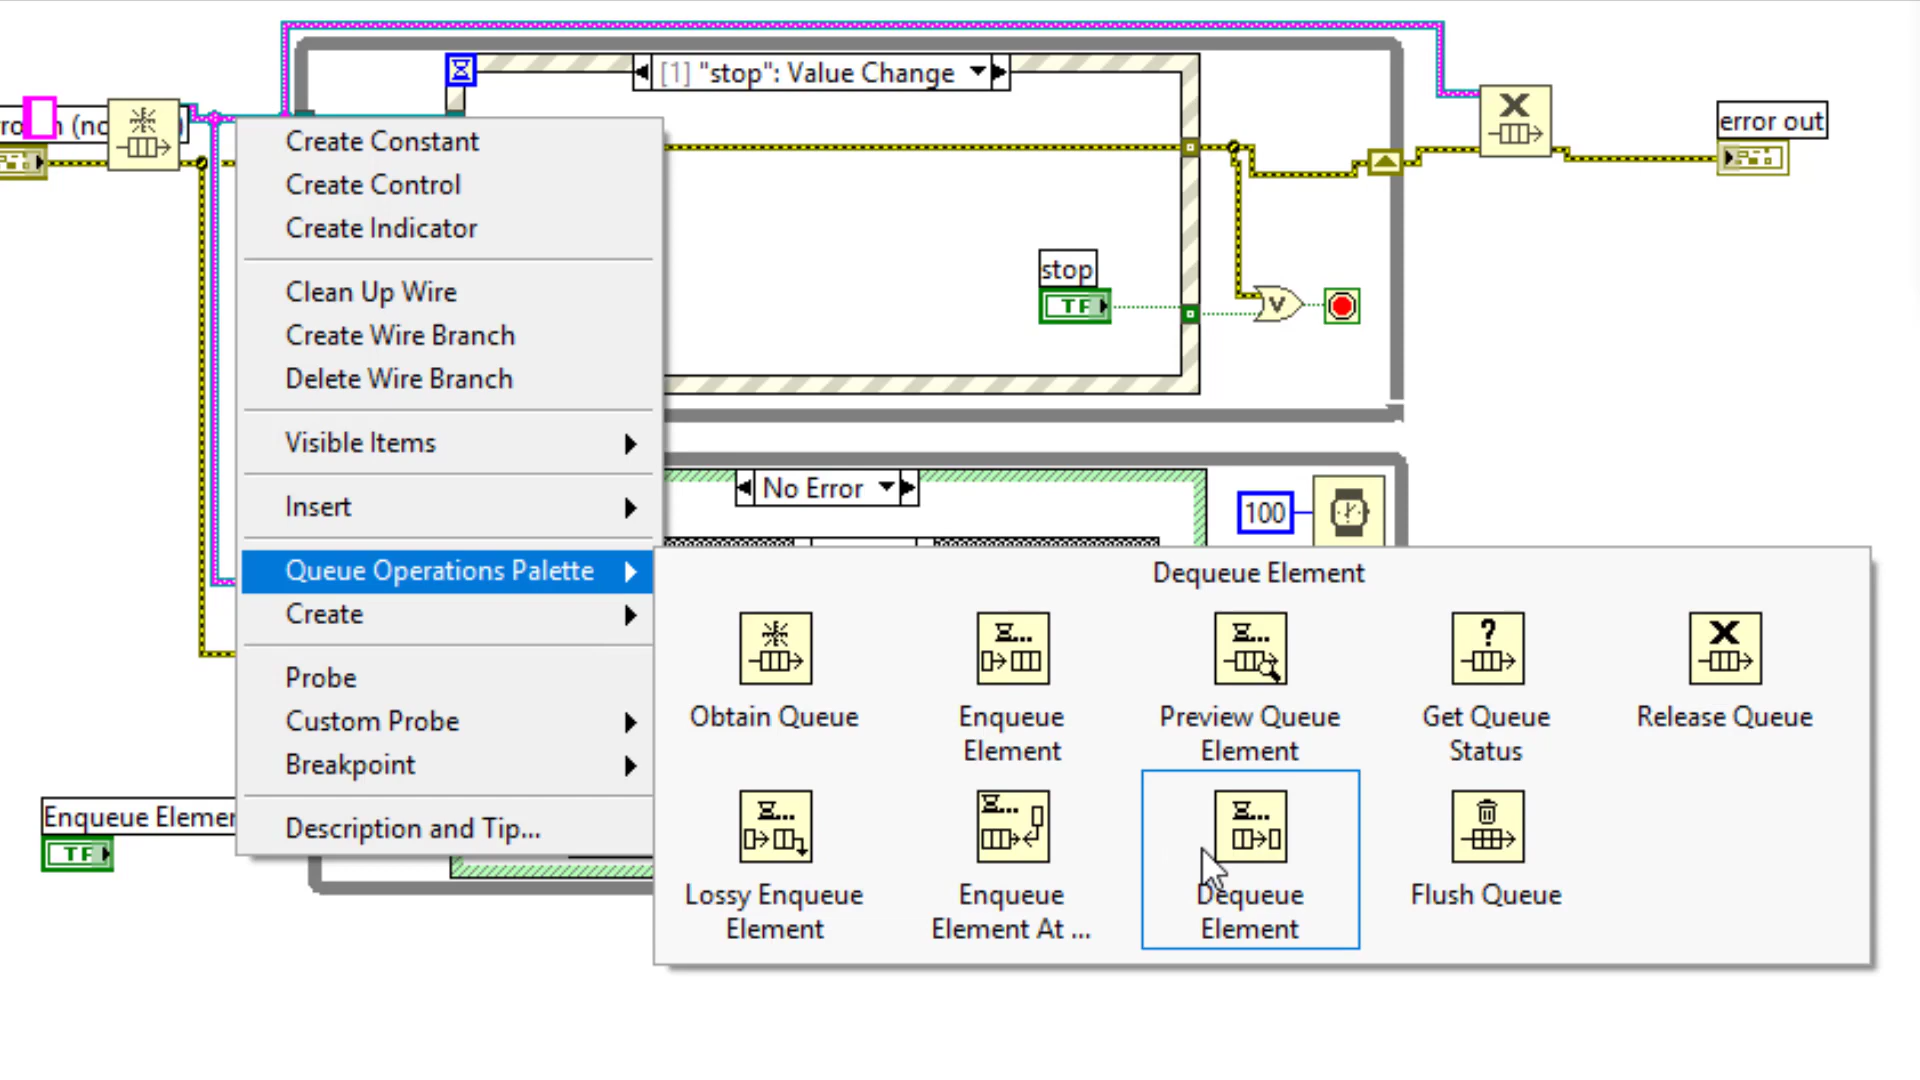 [1] "stop": Value Change
error out
Create Constant
Create Control
Create Indicator
Clean Up Wire
Create Wire Branch
Delete Wire Branch
Visible Items
Insert
Queue Operations Palette
Create
Probe
Custom Probe
Breakpoint
Description and Tip...
stop
TF
V
No Error
100
Dequeue Element
Obtain Queue
Enqueue
Element
Preview Queue
Element
Get Queue
Status
Release Queue
Lossy Enqueue
Element
Enqueue
Element At ...
Dequeue
Element
Flush Queue
Enqueue Elemen
TF